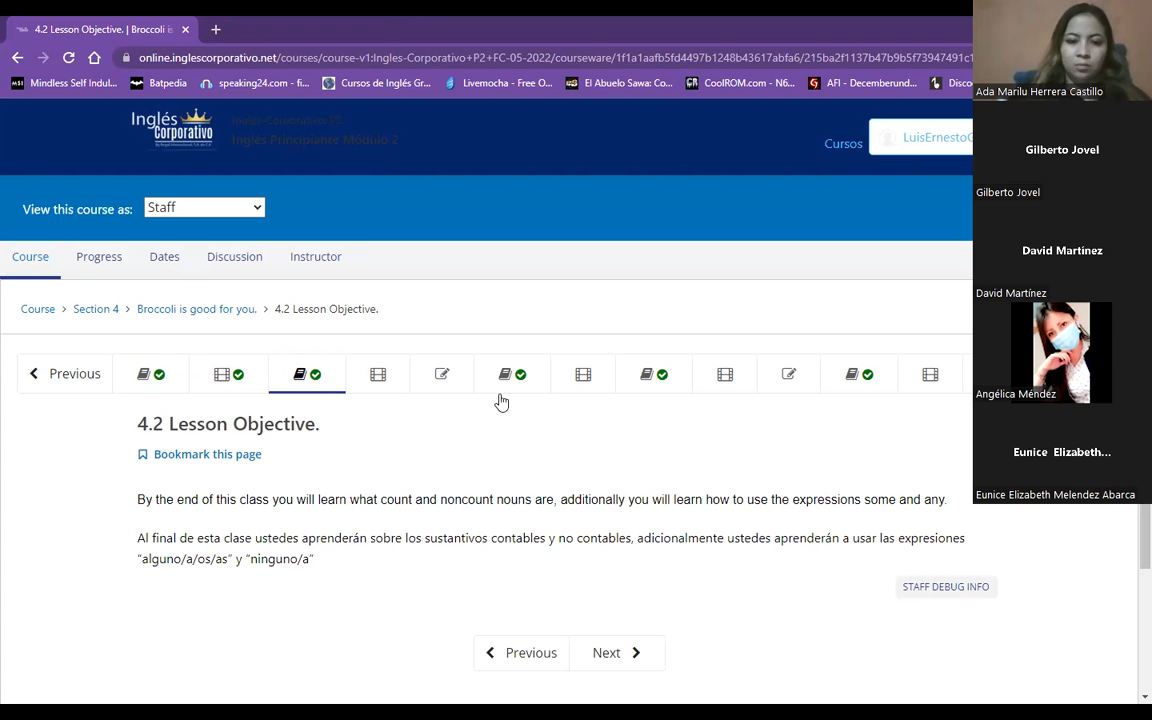 4.2 Lesson Objective. | Broccoli is
online.inglescorporativo.net/courses/course-v1:Ingles-Corporativo+P2+FC-05-2022/courseware/1f1a1aafb5fd4497b1248b43617abfa6/215ba2f1137b47b9b5f73947491c1
Mindless Self Indul... Batpedia speaking24.com - fi... Cursos de Inglés Gr... Livemocha - Free O... El Abuelo Sawa: Co... CoolROM.com - N6... AFI - Decemberund... Disco
Inglés Corporativo
Inglés Principiante Módulo 2
Cursos LuisErnestoG
View this course as: Staff
Course Progress Dates Discussion Instructor
Course > Section 4 > Broccoli is good for you. > 4.2 Lesson Objective.
Previous
4.2 Lesson Objective.
Bookmark this page
By the end of this class you will learn what count and noncount nouns are, additionally you will learn how to use the expressions some and any.
Al final de esta clase ustedes aprenderán sobre los sustantivos contables y no contables, adicionalmente ustedes aprenderán a usar las expresiones
“alguno/a/os/as” y “ninguno/a”
STAFF DEBUG INFO
Previous Next
Ada Marilu Herrera Castillo
Gilberto Jovel
Gilberto Jovel
David Martínez
David Martínez
Angélica Méndez
Eunice Elizabeth...
Eunice Elizabeth Melendez Abarca